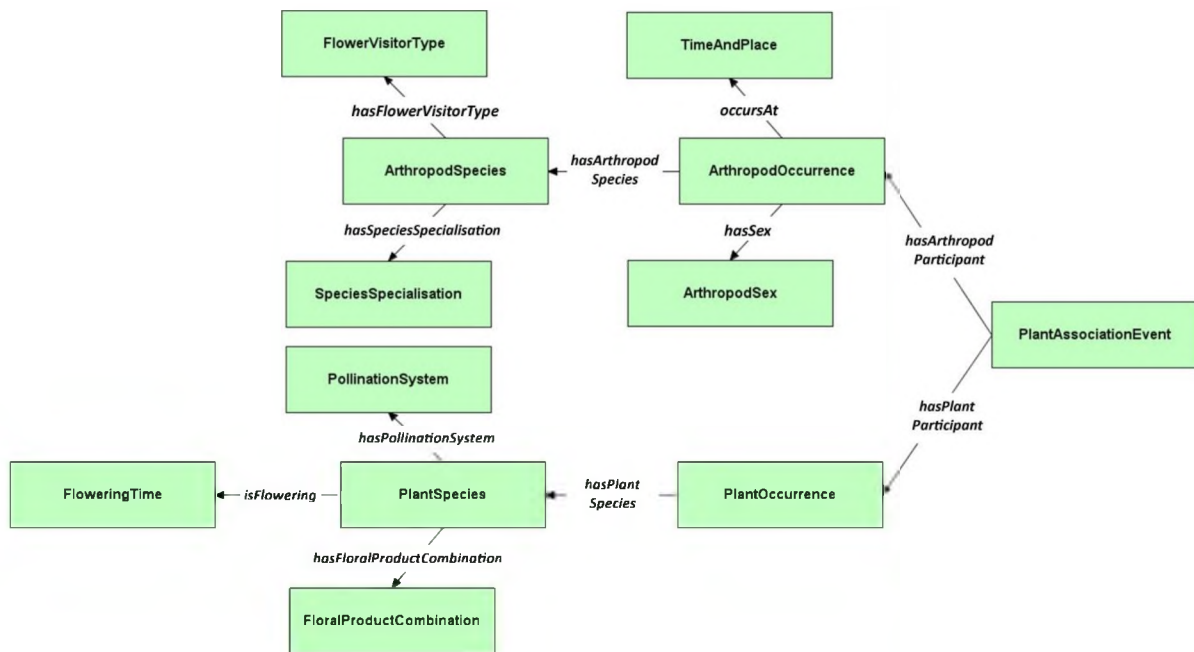 FlowerVisitorType
TimeAndPlace
hasFlowerVisitorType
occursAt
ArthropodSpecies
hasArthropod
Species
ArthropodOccurrence
hasSpeciesSpecialisation
hasSex
hasArthropod
Participant
SpeciesSpecialisation
ArthropodSex
PlantAssociationEvent
PollinationSystem
hasPlant
Participant
hasPollinationSystem
FloweringTime
isFlowering
PlantSpecies
hasPlant
Species
PlantOccurrence
hasFloralProductCombination
FloralProductCombination